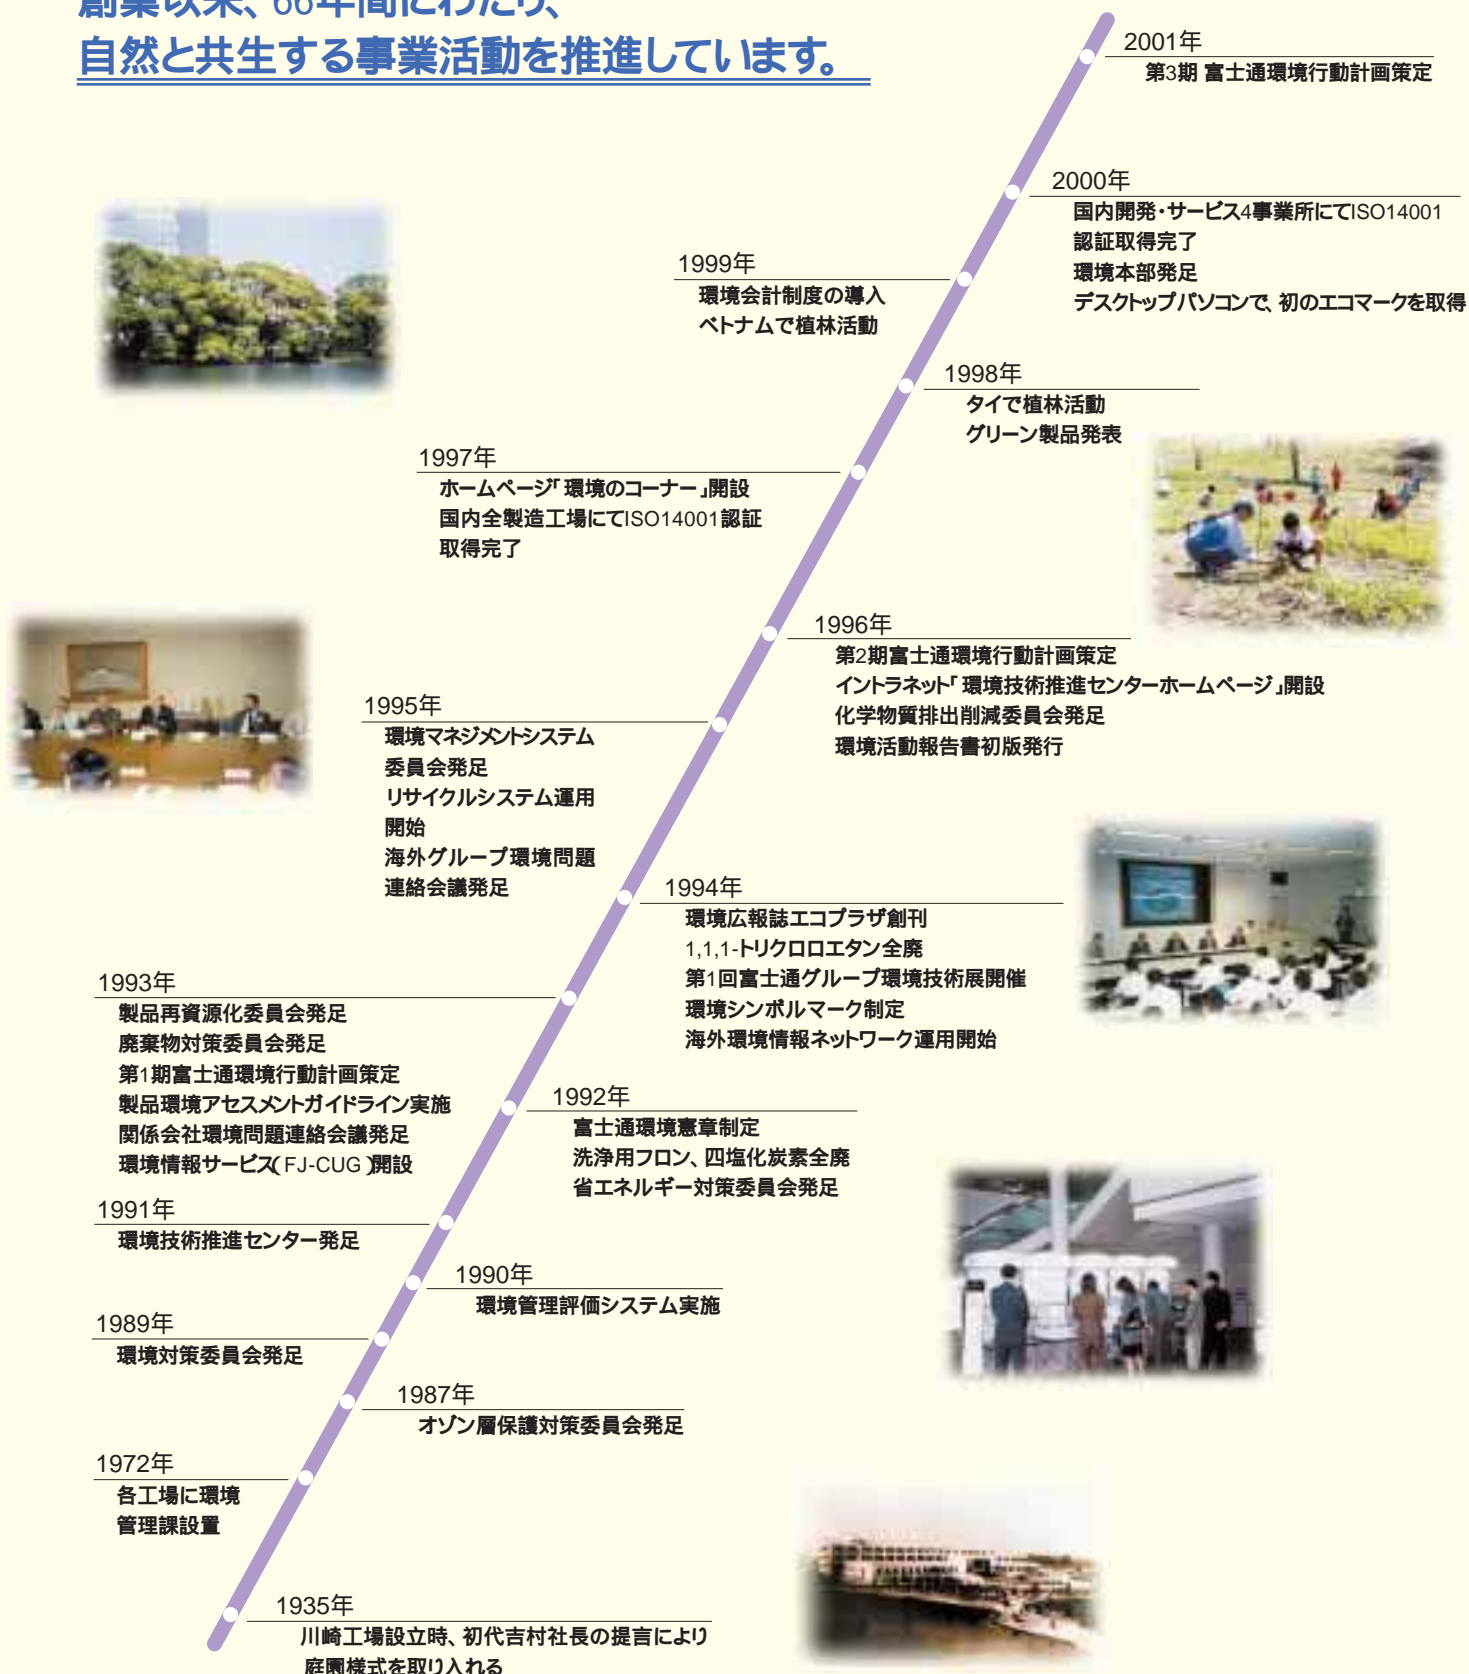 創業以来、66年間にわたり、
自然と共生する事業活動を推進しています。
2001年
第3期 富士通環境行動計画策定
2000年
国内開発・サービス4事業所にてISO14001
認証取得完了
環境本部発足
デスクトップパソコンで、初のエコマークを取得
1999年
環境会計制度の導入
ベトナムで植林活動
1998年
タイで植林活動
グリーン製品発表
1997年
ホームページ「環境のコーナー」開設
国内全製造工場にてISO14001認証
取得完了
1996年
第2期富士通環境行動計画策定
イントラネット「環境技術推進センターホームページ」開設
化学物質排出削減委員会発足
環境活動報告書初版発行
1995年
環境マネジメントシステム
委員会発足
リサイクルシステム運用
開始
海外グループ環境問題
連絡会議発足
1994年
環境広報誌エコプラザ創刊
1,1,1-トリクロロエタン全廃
第1回富士通グループ環境技術展開催
環境シンボルマーク制定
海外環境情報ネットワーク運用開始
1993年
製品再資源化委員会発足
廃棄物対策委員会発足
第1期富士通環境行動計画策定
製品環境アセスメントガイドライン実施
関係会社環境問題連絡会議発足
環境情報サービス(FJ-CUG)開設
1992年
富士通環境憲章制定
洗浄用フロン、四塩化炭素全廃
省エネルギー対策委員会発足
1991年
環境技術推進センター発足
1990年
環境管理評価システム実施
1989年
環境対策委員会発足
1987年
オゾン層保護対策委員会発足
1972年
各工場に環境
管理課設置
1935年
川崎工場設立時、初代吉村社長の提言により
庭園様式を取り入れる